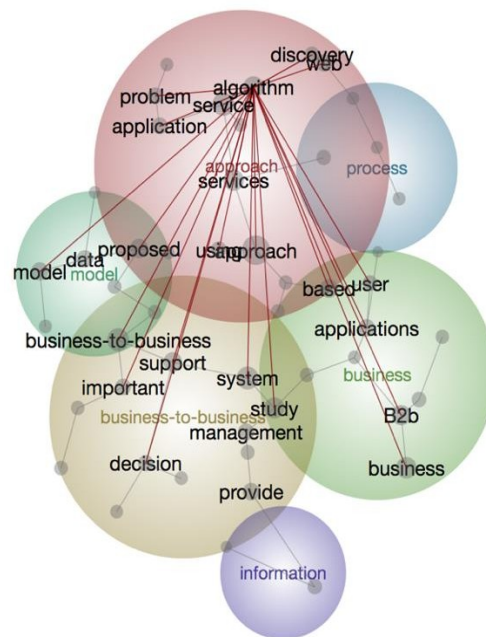 discovery
web
algorithm
problem
service
application
approach
process
services
using
approach
proposed
data
model
model
based
user
business-to-business
applications
support
system
business
important
study
business-to-business
B2b
management
decision
business
provide
information